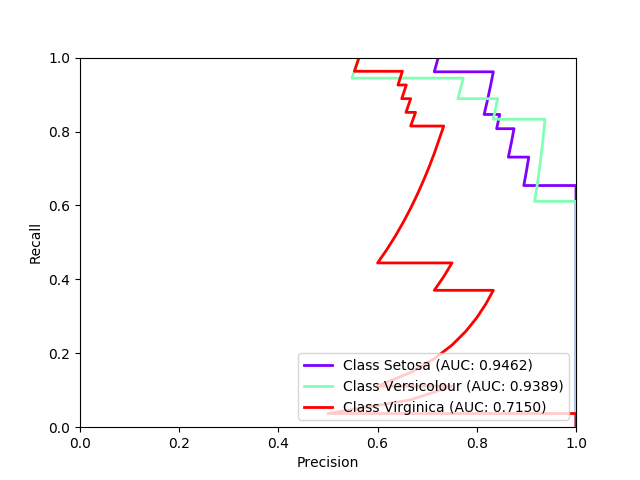 1.0
0.8
0.6
0.4
0.2
0.0
Recall
Class Setosa (AUC: 0.9462)
Class Versicolour (AUC: 0.9389)
Class Virginica (AUC: 0.7150)
0.0 0.2 0.4 0.6 0.8 1.0
Precision